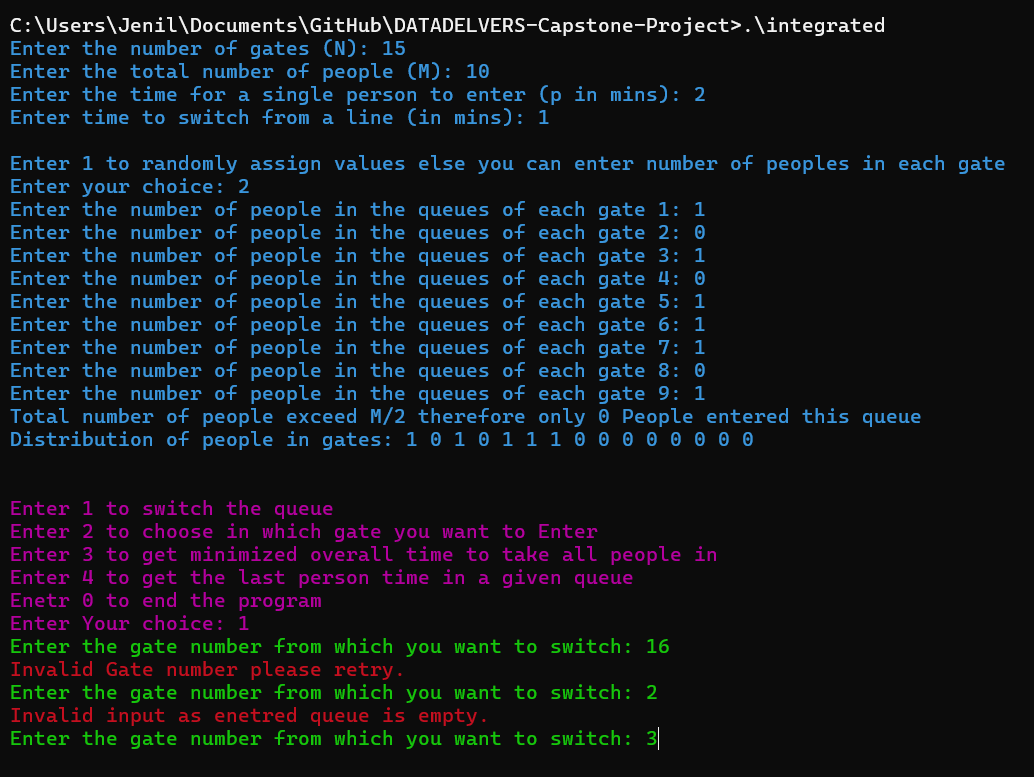 C:\Users\Jenil\Documents\GitHub\DATADELVERS-Capstone-Project>.\integrated
Enter the number of gates (N): 15
Enter the total number of people (M): 10
Enter the time for a single person to enter (p in mins): 2
Enter time to switch from a line (in mins): 1
Enter 1 to randomly assign values else you can enter number of peoples in each gate
Enter your choice: 2
Enter the number of people in the queues of each gate 1: 1
Enter the number of people in the queues of each gate 2: 0
Enter the number of people in the queues of each gate 3: 1
Enter the number of people in the queues of each gate 4: 0
Enter the number of people in the queues of each gate 5: 1
Enter the number of people in the queues of each gate 6: 1
Enter the number of people in the queues of each gate 7: 1
Enter the number of people in the queues of each gate 8: 0
Enter the number of people in the queues of each gate 9: 1
Total number of people exceed M/2 therefore only 0 People entered this queue
Distribution of people in gates: 1 0 1 0 1 1 1 0 0 0 0 0 0 0 0
Enter 1 to switch the queue
Enter 2 to choose in which gate you want to Enter
Enter 3 to get minimized overall time to take all people in
Enter 4 to get the last person time in a given queue
Enetr 0 to end the program
Enter Your choice: 1
Enter the gate number from which you want to switch: 16
Invalid Gate number please retry.
Enter the gate number from which you want to switch: 2
Invalid input as enetred queue is empty.
Enter the gate number from which you want to switch: 3